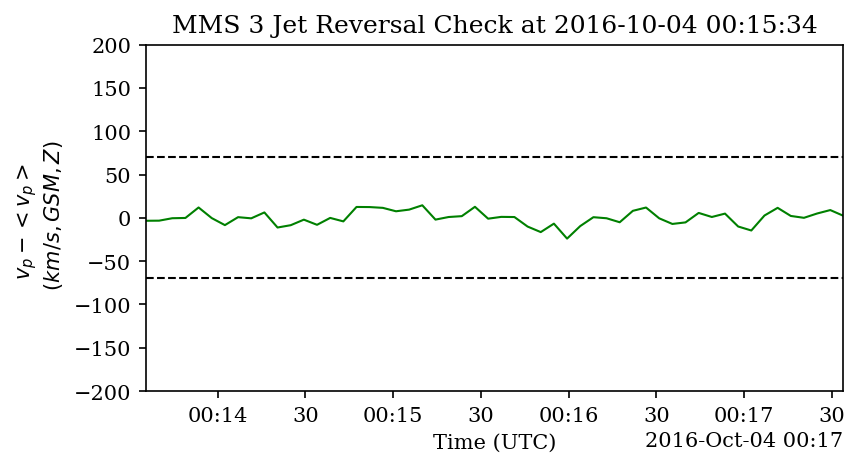 MMS 3 Jet Reversal Check at 2016-10-04 00:15:34
200
150
100
50
0
−50
−100
−150
−200
v_p − < v_p >
(km/s, GSM, Z)
00:14 30 00:15 30 00:16 30 00:17 30
Time (UTC)
2016-Oct-04 00:17